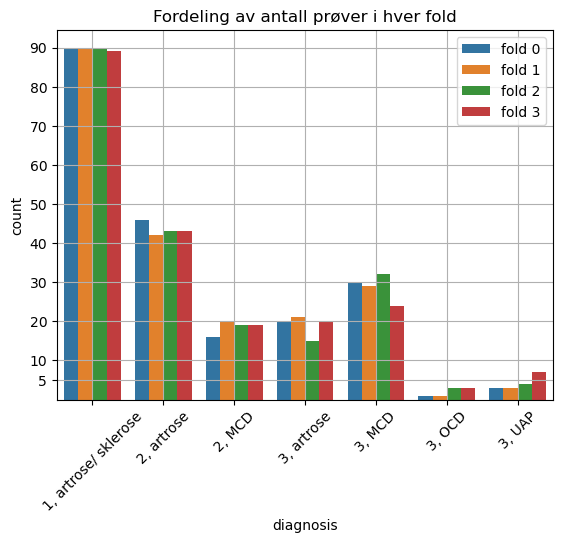 Fordeling av antall prøver i hver fold
fold 0
fold 1
fold 2
fold 3
count
90
80
70
60
50
40
30
20
10
5
1, artrose/ sklerose
2, artrose
2, MCD
3, artrose
3, MCD
3, OCD
3, UAP
diagnosis